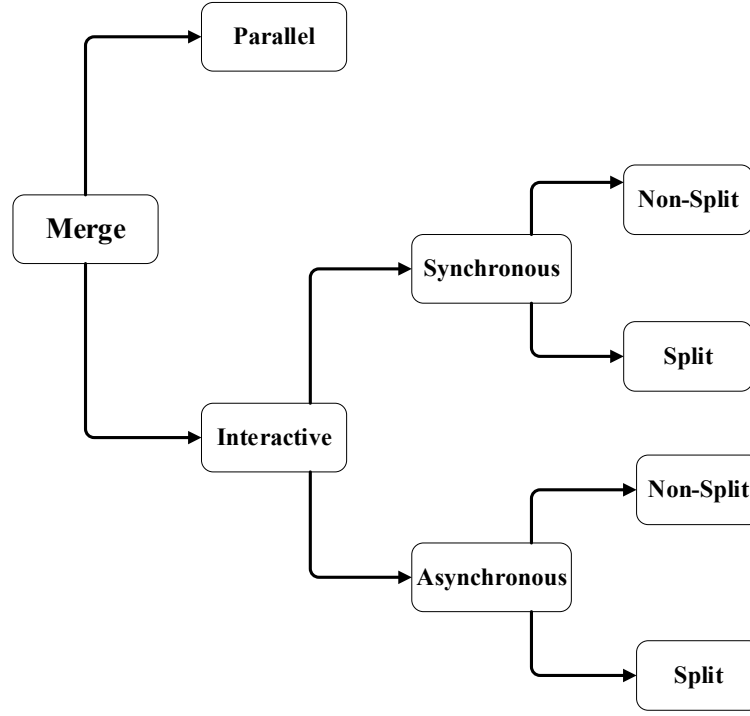 Parallel
Merge
Non-Split
Synchronous
Split
Interactive
Non-Split
Asynchronous
Split